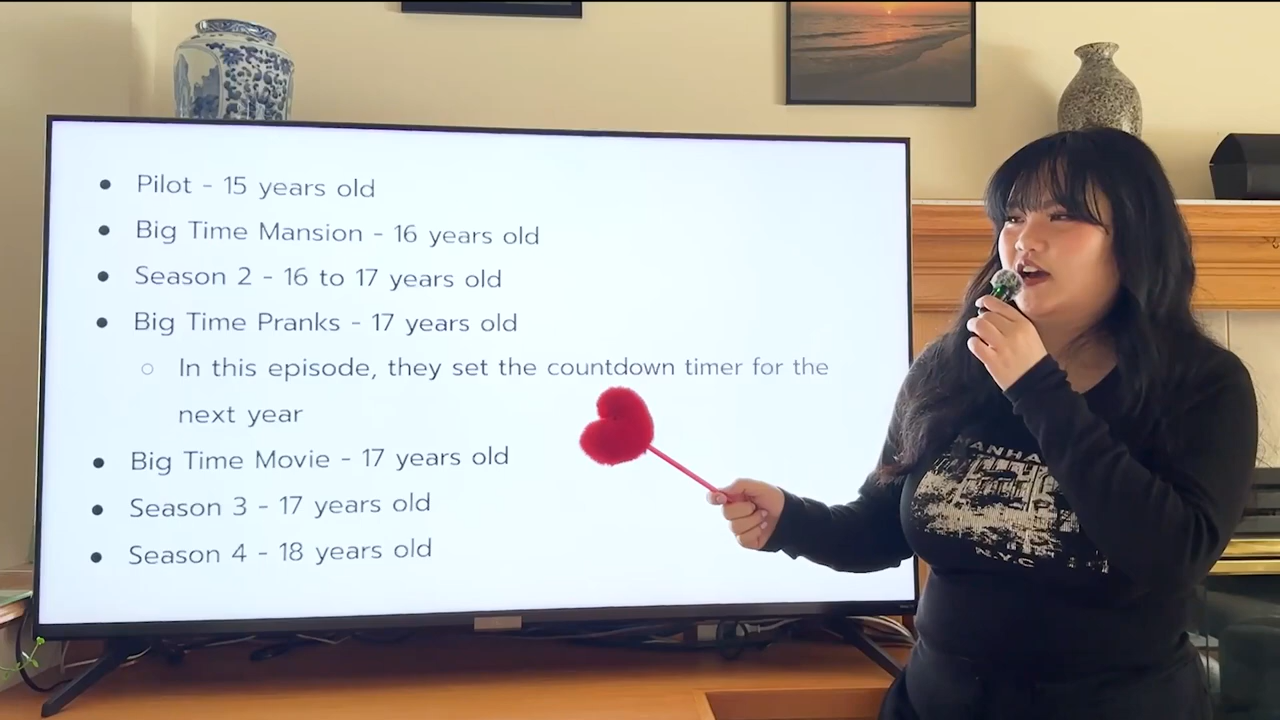 ● Pilot - 15 years old
● Big Time Mansion - 16 years old
● Season 2 - 16 to 17 years old
● Big Time Pranks - 17 years old
○ In this episode, they set the countdown timer for the
next year
● Big Time Movie - 17 years old
● Season 3 - 17 years old
● Season 4 - 18 years old
ANHA
N.Y.C